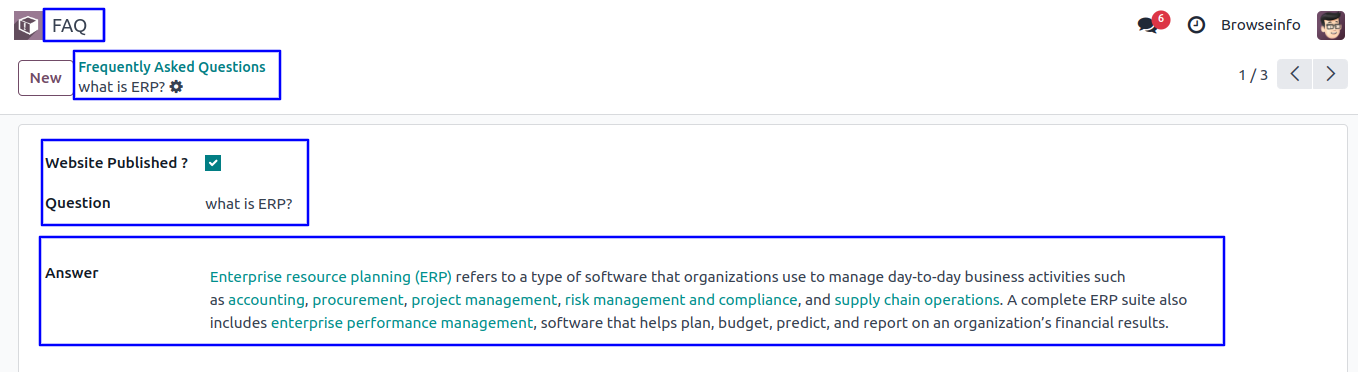 FAQ
6
Browseinfo
New
Frequently Asked Questions
what is ERP?
1 / 3
Website Published ?
Question
what is ERP?
Answer
Enterprise resource planning (ERP) refers to a type of software that organizations use to manage day-to-day business activities such
as accounting, procurement, project management, risk management and compliance, and supply chain operations. A complete ERP suite also
includes enterprise performance management, software that helps plan, budget, predict, and report on an organization’s financial results.